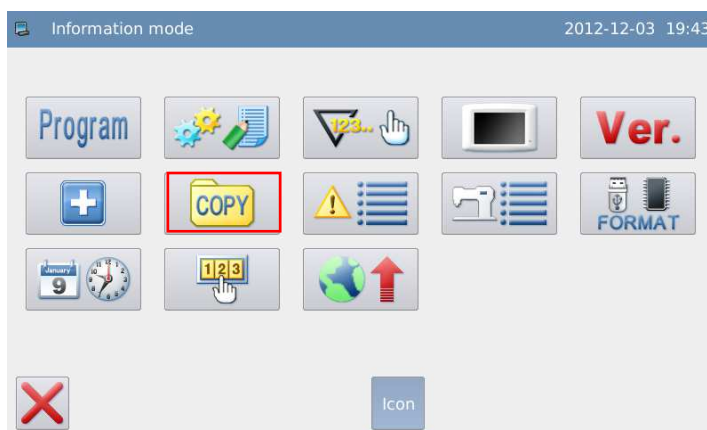 Information mode 2012-12-03 19:43
Program
123..
Ver.
COPY
FORMAT
January
9
1 2 3
Icon